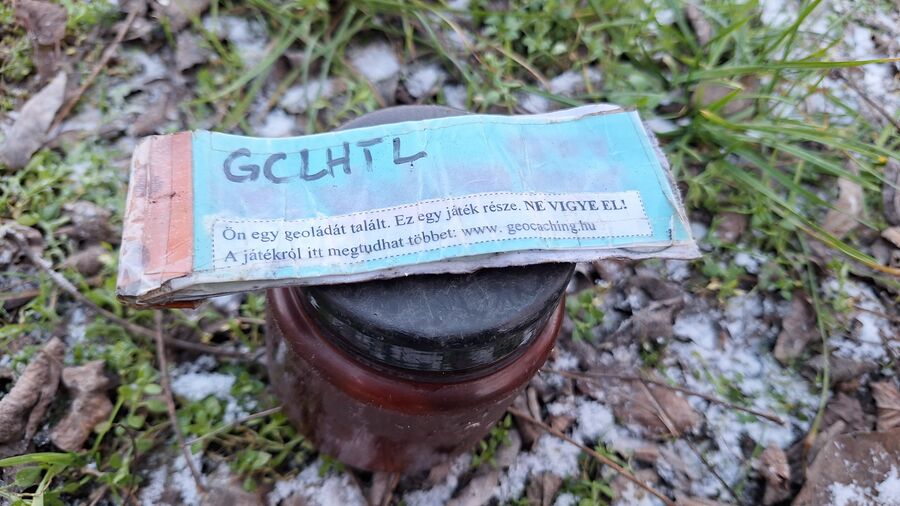 GCLHTL
Ön egy geoládát talált. Ez egy játék része. NE VIGYE EL!
A játékról itt megtudhat többet: www. geocaching.hu